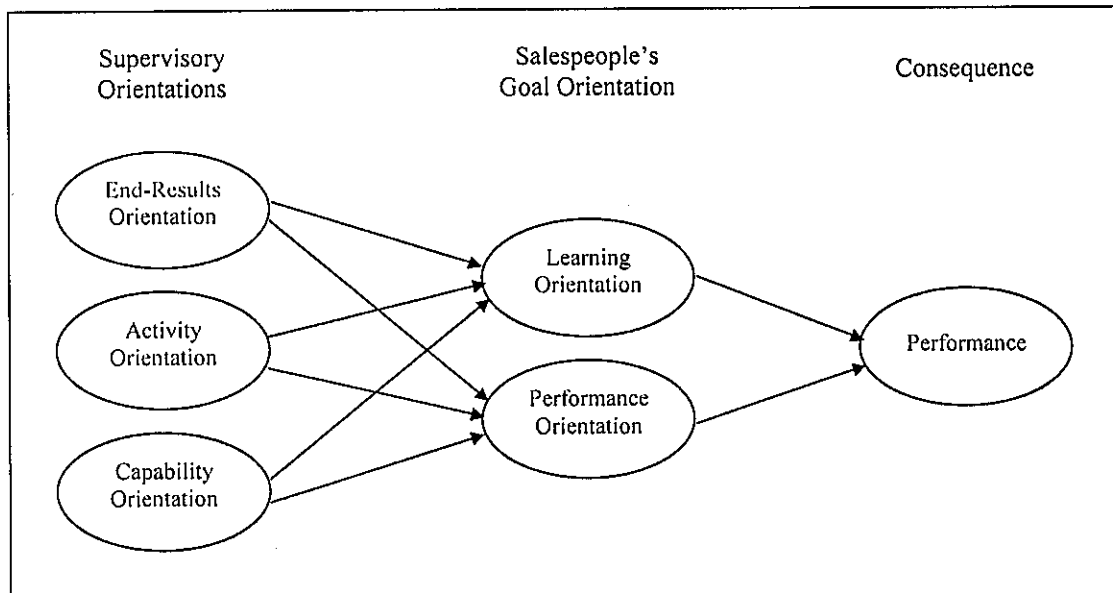 Supervisory
Orientations
Salespeople's
Goal Orientation
Consequence
End-Results
Orientation
Activity
Orientation
Capability
Orientation
Learning
Orientation
Performance
Orientation
Performance